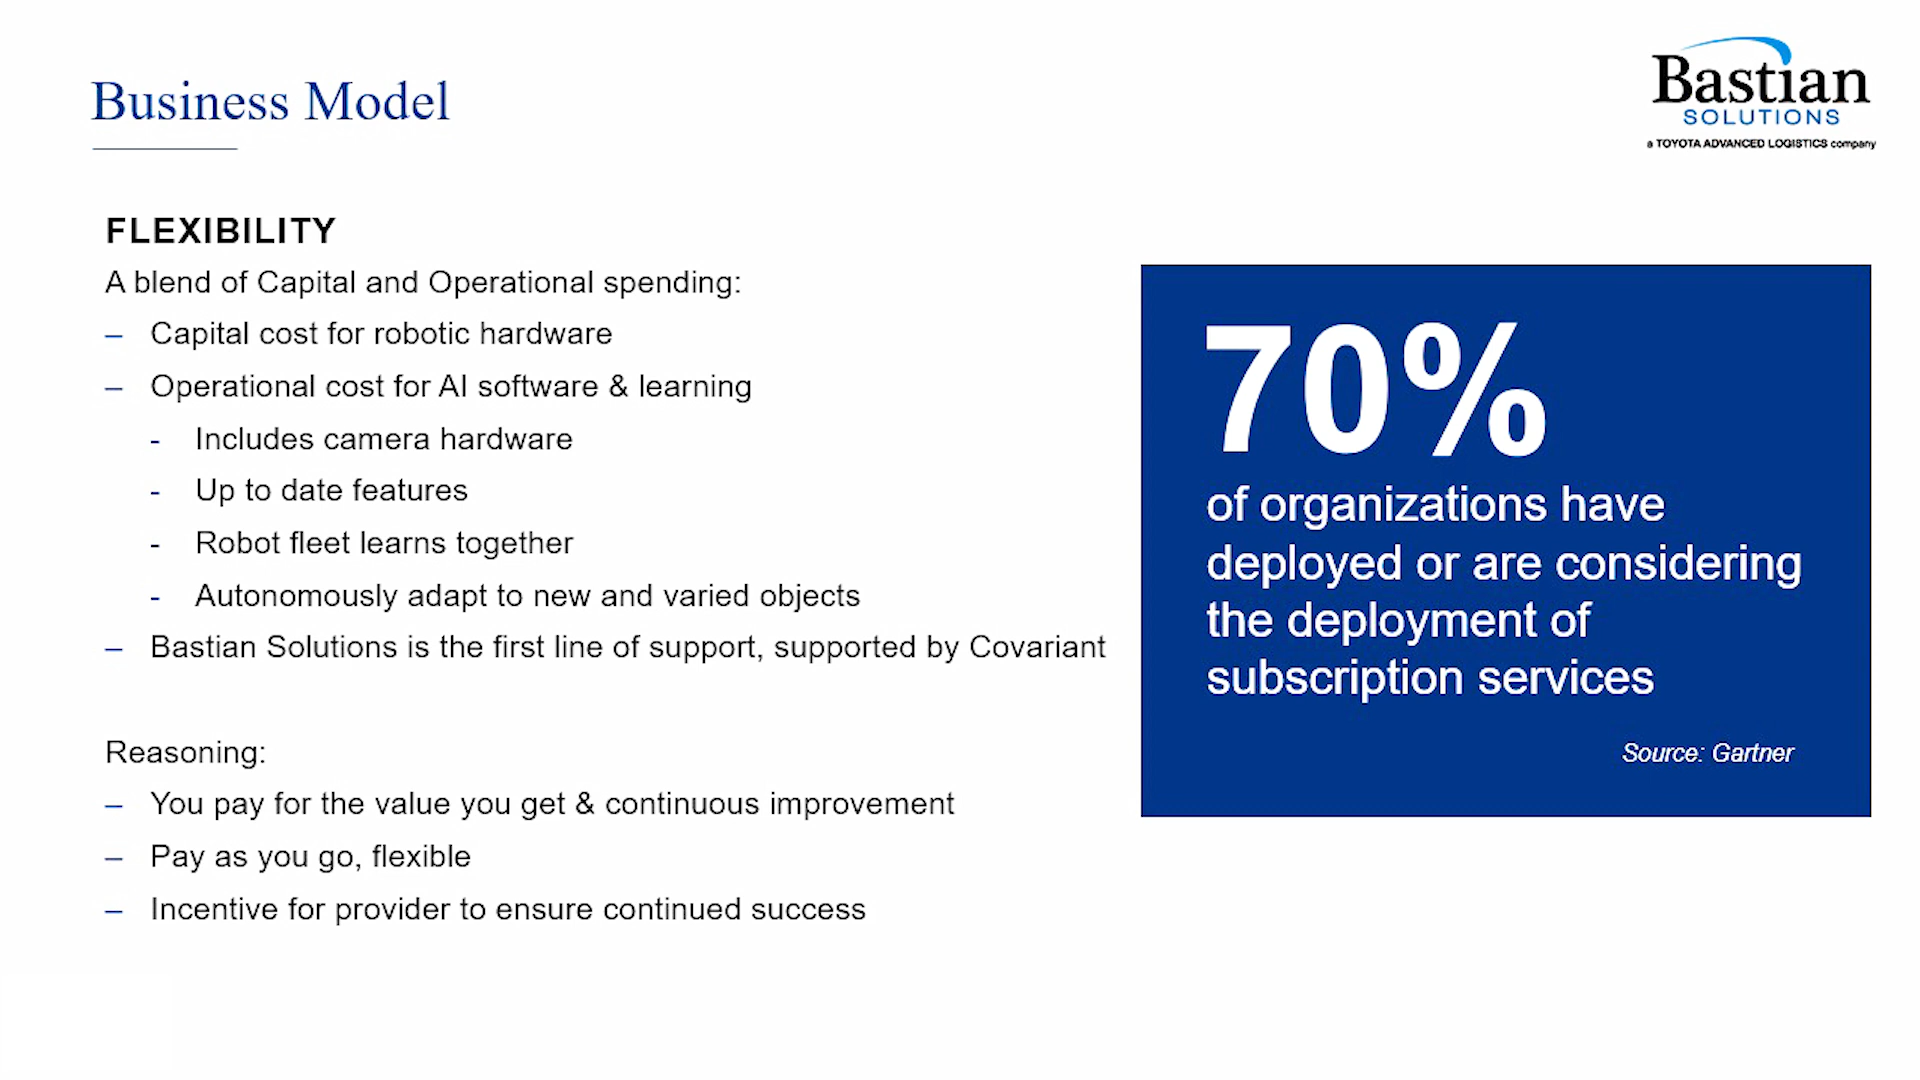 Business Model
Bastian
SOLUTIONS
a TOYOTA ADVANCED LOGISTICS company
FLEXIBILITY
A blend of Capital and Operational spending:
– Capital cost for robotic hardware
– Operational cost for AI software & learning
- Includes camera hardware
- Up to date features
- Robot fleet learns together
- Autonomously adapt to new and varied objects
– Bastian Solutions is the first line of support, supported by Covariant
Reasoning:
– You pay for the value you get & continuous improvement
– Pay as you go, flexible
– Incentive for provider to ensure continued success
70%
of organizations have
deployed or are considering
the deployment of
subscription services
Source: Gartner